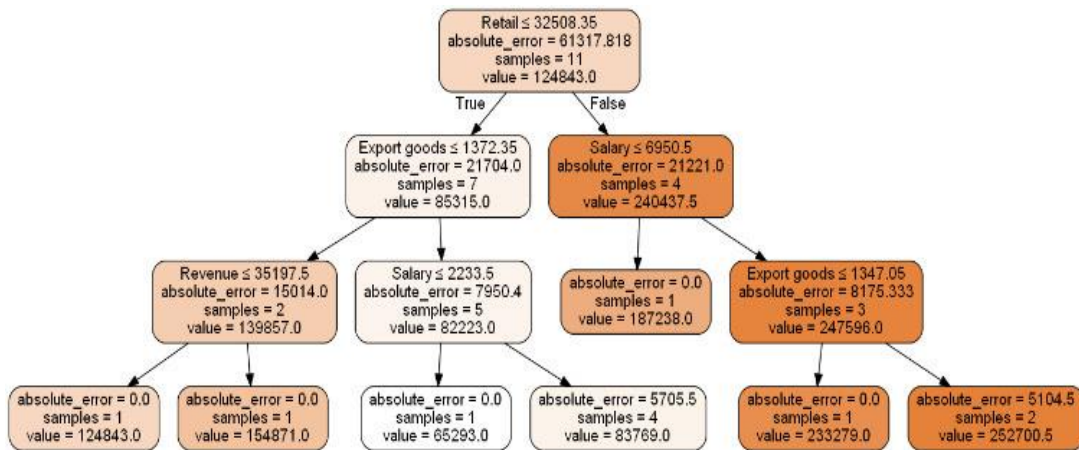 Retail ≤ 32508.35
absolute_error = 61317.818
samples = 11
value = 124843.0
True
False
Export goods ≤ 1372.35
absolute_error = 21704.0
samples = 7
value = 85315.0
Salary ≤ 6950.5
absolute_error = 21221.0
samples = 4
value = 240437.5
Revenue ≤ 35197.5
absolute_error = 15014.0
samples = 2
value = 139857.0
Salary ≤ 2233.5
absolute_error = 7950.4
samples = 5
value = 82223.0
absolute_error = 0.0
samples = 1
value = 187238.0
Export goods ≤ 1347.05
absolute_error = 8175.333
samples = 3
value = 247596.0
absolute_error = 0.0
samples = 1
value = 124843.0
absolute_error = 0.0
samples = 1
value = 154871.0
absolute_error = 0.0
samples = 1
value = 65293.0
absolute_error = 5705.5
samples = 4
value = 83769.0
absolute_error = 0.0
samples = 1
value = 233279.0
absolute_error = 5104.5
samples = 2
value = 252700.5